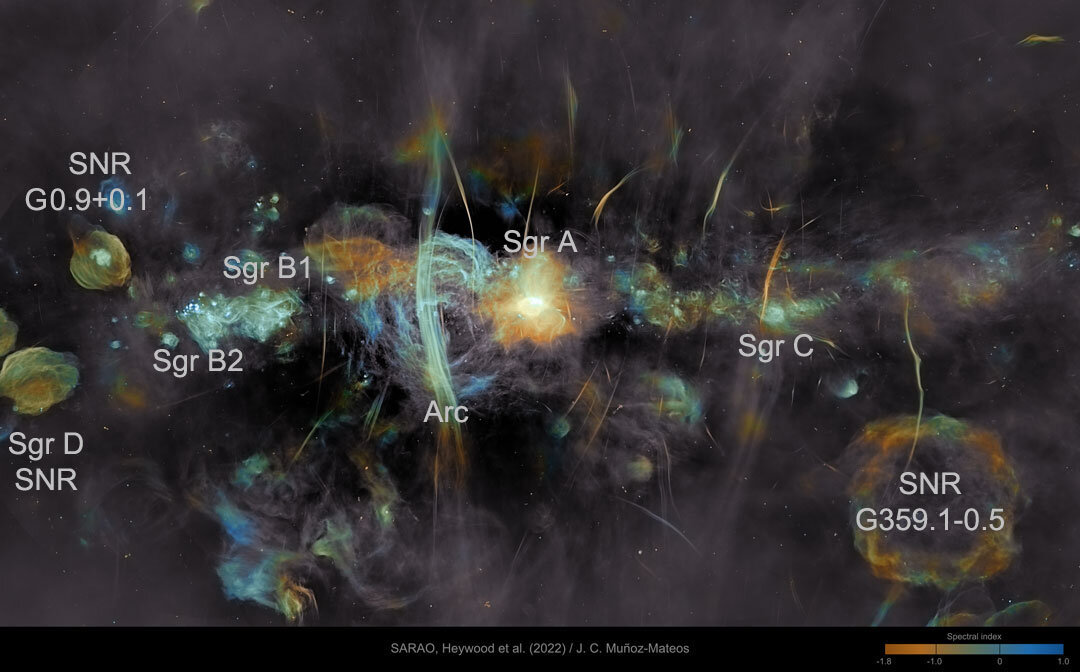 SNR
G0.9+0.1
Sgr A
Sgr B1
Sgr B2
Sgr C
Arc
Sgr D
SNR
SNR
G359.1-0.5
SARAO, Heywood et al. (2022) / J. C. Muñoz-Mateos
Spectral index
-1.8 -1.0 0 1.0